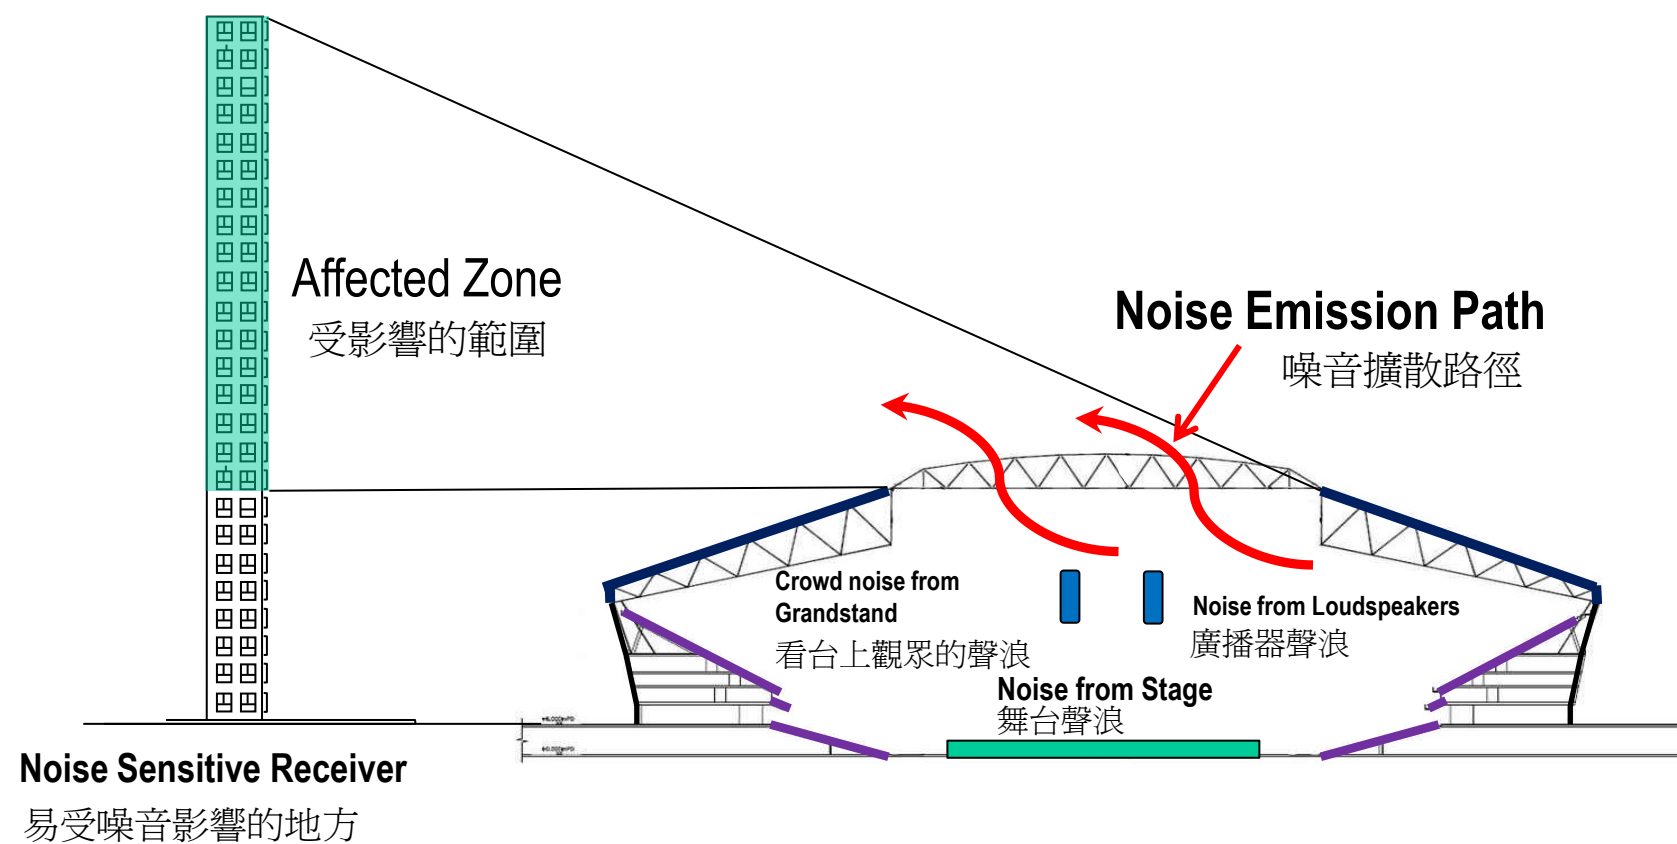 Affected Zone
受影響的範圍
Noise Emission Path
噪音擴散路徑
Crowd noise from
Grandstand
看台上觀眾的聲浪
Noise from Loudspeakers
廣播器聲浪
Noise from Stage
舞台聲浪
Noise Sensitive Receiver
易受噪音影響的地方